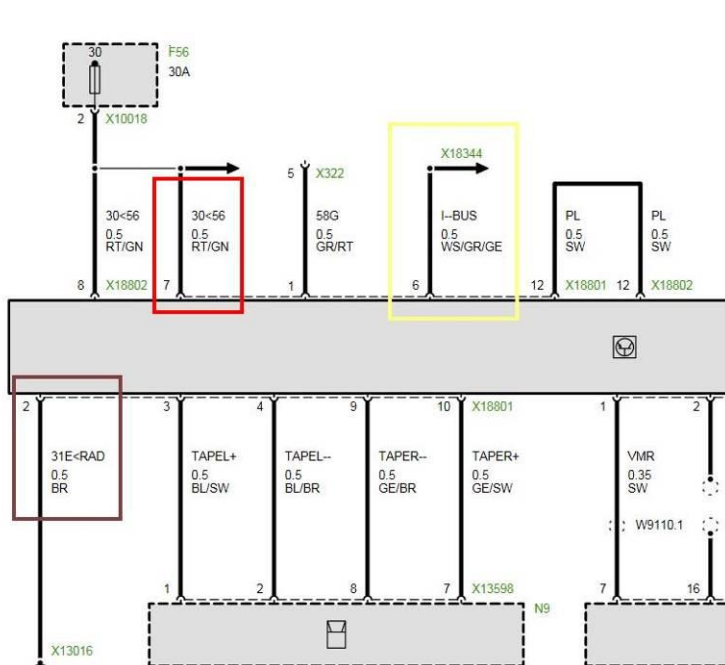 30
F56
30A
2 X10018
X18344
5 X322
30<56
0.5
RT/GN
30<56
0.5
RT/GN
58G
0.5
GR/RT
I--BUS
0.5
WS/GR/GE
PL
0.5
SW
PL
0.5
SW
8 X18802 7 1 6 12 X18801 12 X18802
2 3 4 9 10 X18801 1 2
31E<RAD
0.5
BR
TAPEL+
0.5
BL/SW
TAPEL--
0.5
BL/BR
TAPER--
0.5
GE/BR
TAPER+
0.5
GE/SW
VMR
0.35
SW
W9110.1
1 2 8 7 X13598 7 16
N9
X13016